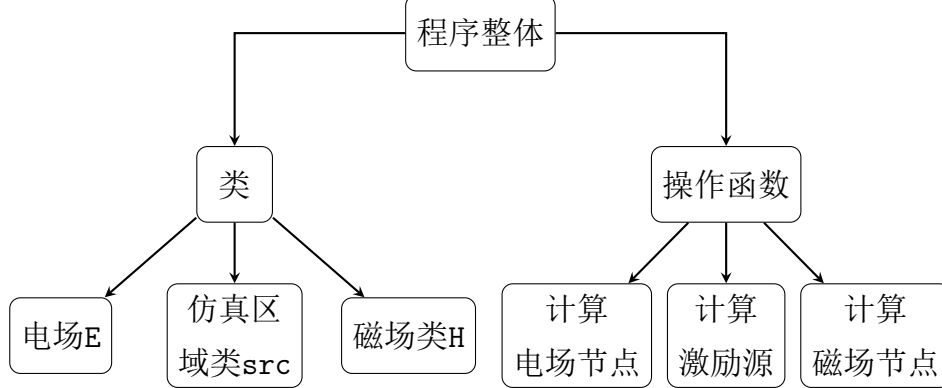 程序整体
类
操作函数
电场E
仿真区
域类src
磁场类H
计算
电场节点
计算
激励源
计算
磁场节点